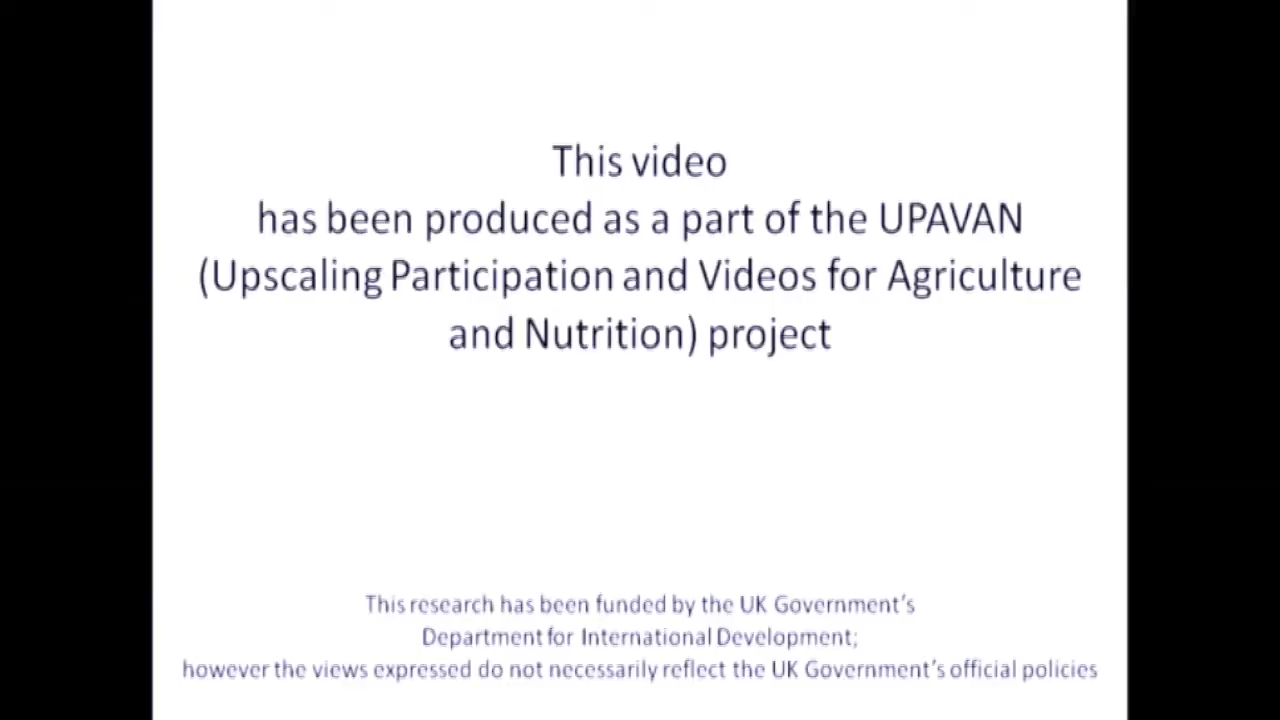 This video
has been produced as a part of the UPAVAN
(Upscaling Participation and Videos for Agriculture
and Nutrition) project
This research has been funded by the UK Government's
Department for International Development;
however the views expressed do not necessarily reflect the UK Government's official policies